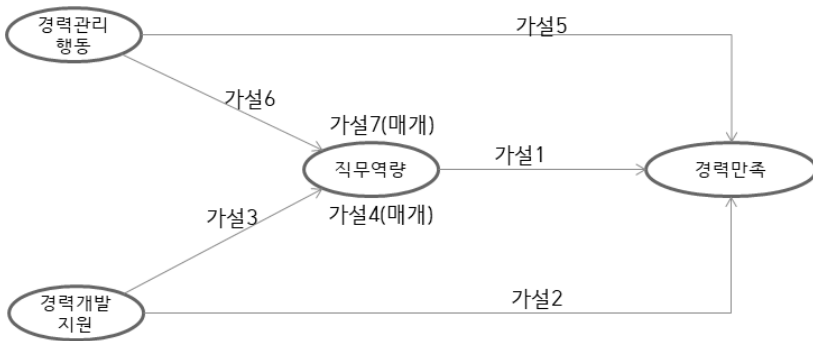 경력관리
행동
가설5
가설6
가설7(매개)
직무역량
가설1
경력만족
가설3
가설4(매개)
경력개발
지원
가설2